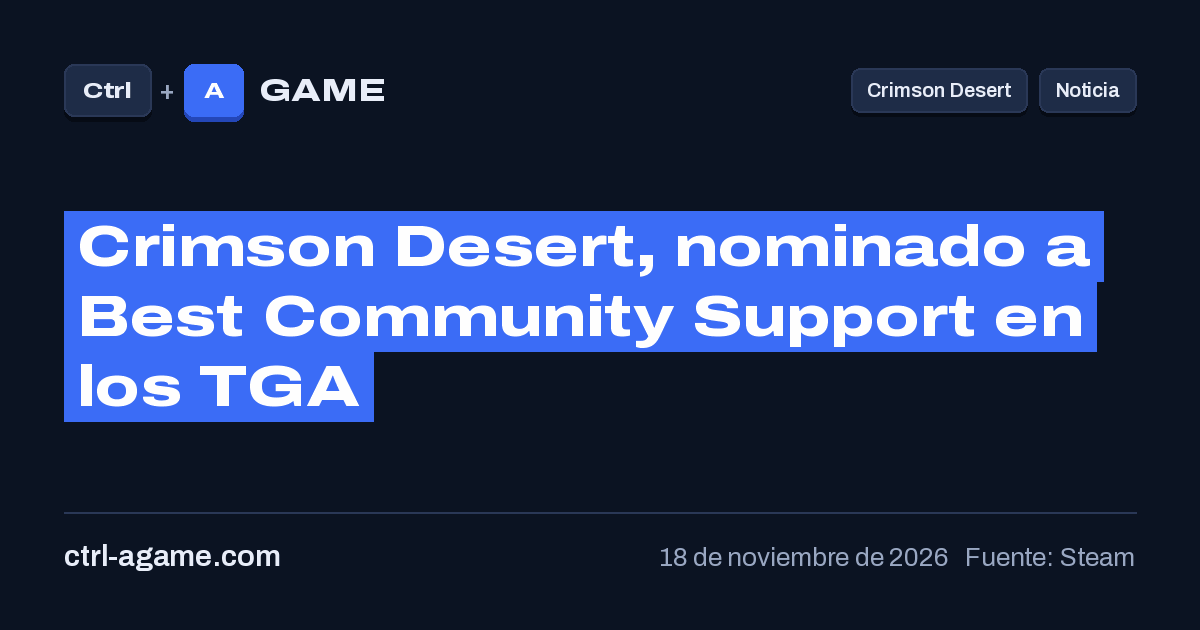 Ctrl + A GAME
Crimson Desert Noticia
Crimson Desert, nominado a
Best Community Support en
los TGA
ctrl-agame.com
18 de noviembre de 2026 Fuente: Steam